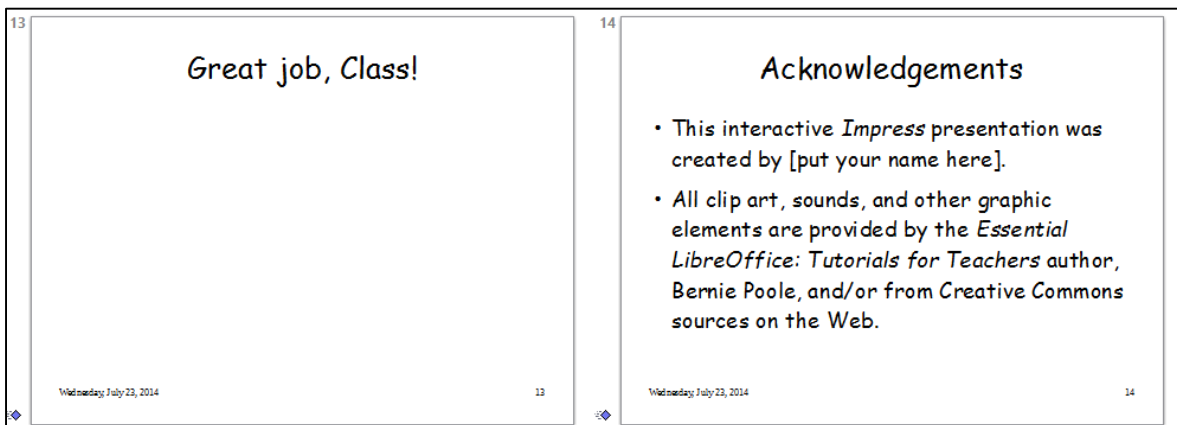 13
Great job, Class!
Wednesday, July 23, 2014
13
14
Acknowledgements
• This interactive Impress presentation was
created by [put your name here].
• All clip art, sounds, and other graphic
elements are provided by the Essential
LibreOffice: Tutorials for Teachers author,
Bernie Poole, and/or from Creative Commons
sources on the Web.
Wednesday, July 23, 2014
14